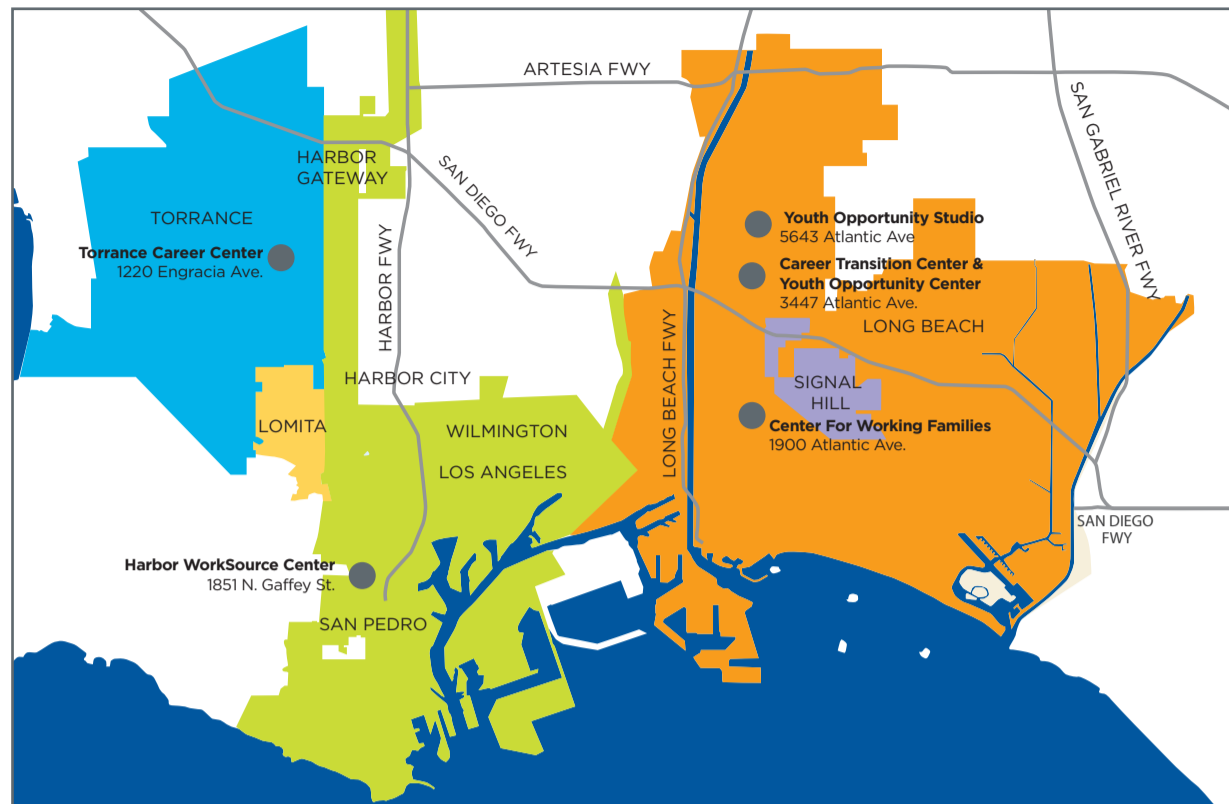 ARTESIA FWY
SAN GABRIEL RIVER FWY
HARBOR
GATEWAY
SAN DIEGO FWY
TORRANCE
Torrance Career Center
1220 Engracia Ave.
HARBOR FWY
Youth Opportunity Studio
5643 Atlantic Ave
Career Transition Center &
Youth Opportunity Center
3447 Atlantic Ave.
LONG BEACH
LONG BEACH FWY
HARBOR CITY
SIGNAL
HILL
LOMITA
WILMINGTON
Center For Working Families
1900 Atlantic Ave.
LOS ANGELES
SAN DIEGO
FWY
Harbor WorkSource Center
1851 N. Gaffey St.
SAN PEDRO